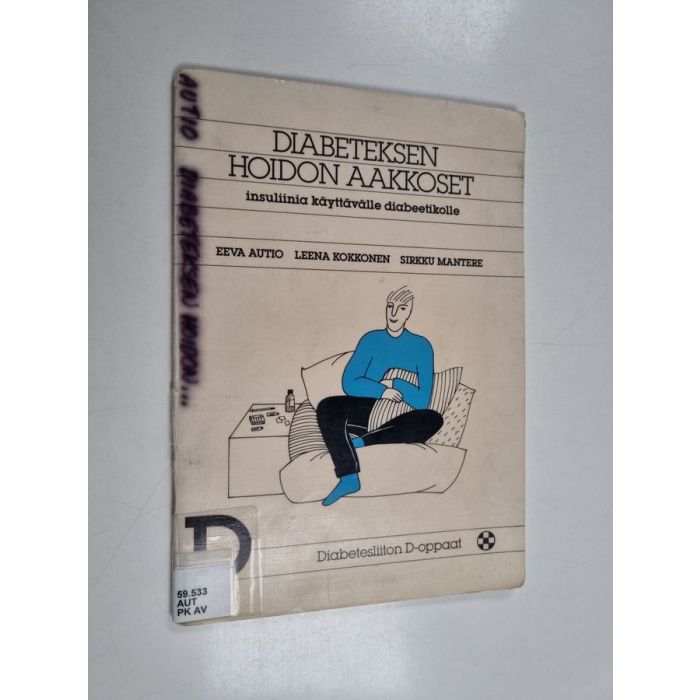 DIABETEKSEN
HOIDON AAKKOSET
insuliinia käyttävälle diabeetikolle
EEVA AUTIO LEENA KOKKONEN SIRKKU MANTERE
AUTIO DIABETEKSEN HOIDON...
Diabetesliiton D-oppaat
D
59.533
AUT
PK AV